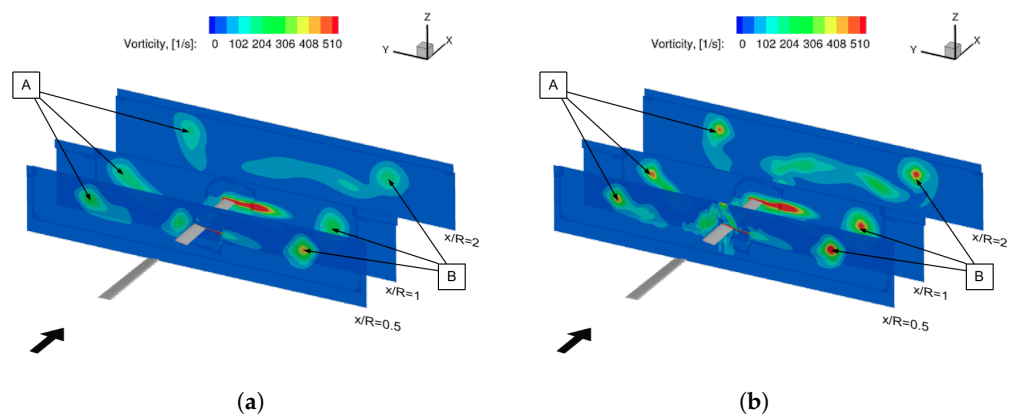 Vorticity, [1/s]: 0 102 204 306 408 510
Z
Y
X
A
B
x/R=2
x/R=1
x/R=0.5
(a)
Vorticity, [1/s]: 0 102 204 306 408 510
Z
Y
X
A
B
x/R=2
x/R=1
x/R=0.5
(b)